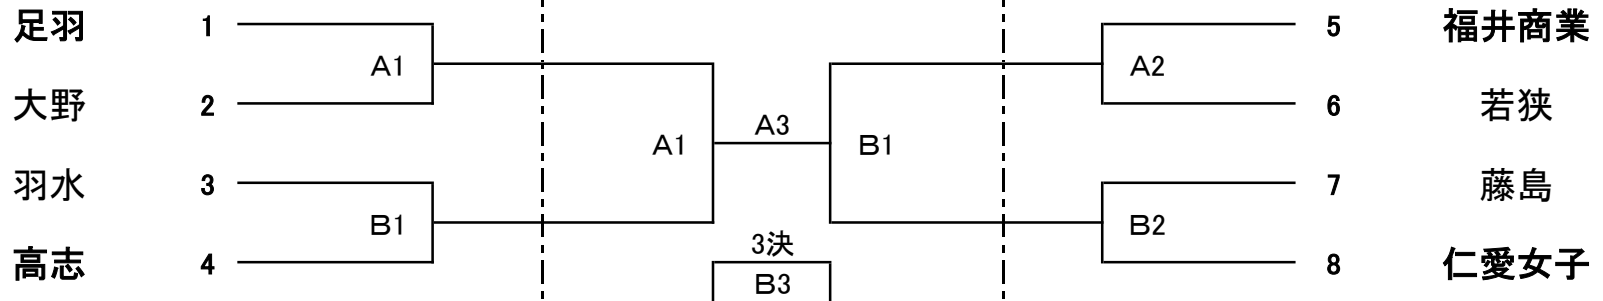 足羽 1 5 福井商業
A1 A2
大野 2 6 若狭
A1 A3 B1
羽水 3 7 藤島
B1 B2
3決
高志 4 8 仁愛女子
B3